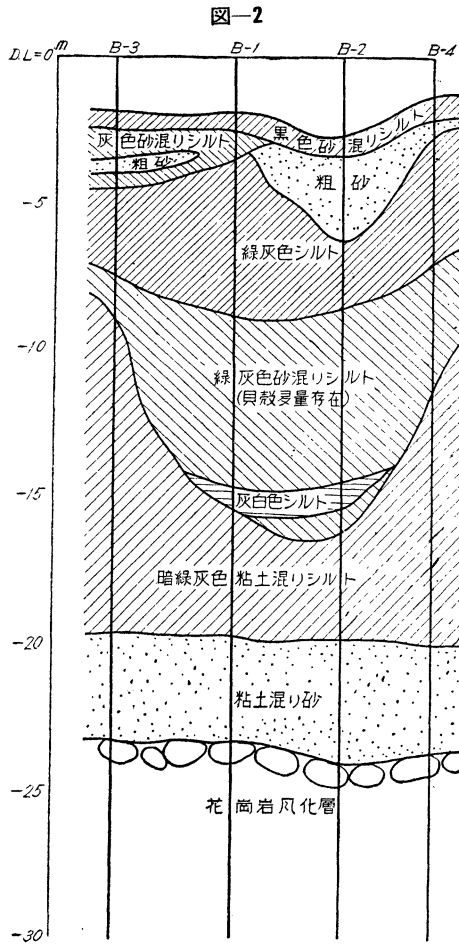 図—2
D.L=0 m B-3 B-1 B-2 B-4
灰色砂混りシルト
黒色砂混りシルト
粗砂
粗砂
-5
緑灰色シルト
-10
緑灰色砂混りシルト
(貝殻多量存在)
-15
灰白色シルト
暗緑灰色粘土混りシルト
-20
粘土混り砂
-25
花崗岩風化層
-30